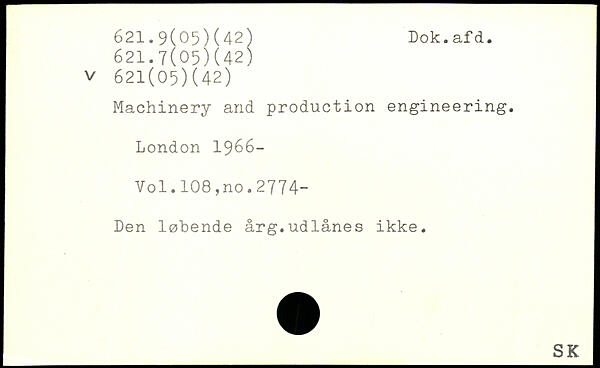 621.9(05)(42) Dok.afd.
621.7(05)(42)
v 621(05)(42)
Machinery and production engineering.
London 1966-
Vol.108,no.2774-
Den løbende årg.udlånes ikke.
SK